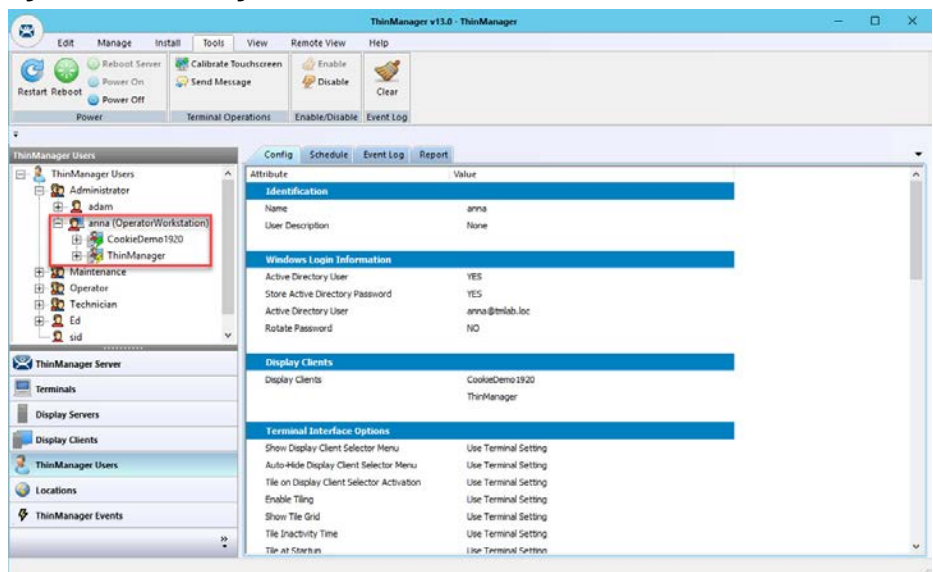 ThinManager v13.0 - ThinManager
Edit Manage Install Tools View Remote View Help
Restart Reboot
Reboot Server
Power On
Power Off
Power
Calibrate Touchscreen
Send Message
Terminal Operations
Enable
Disable
Enable/Disable
Clear
Event Log
ThinManager Users
ThinManager Users
Administrator
adam
anna (OperatorWorkstation)
CookieDemo1920
ThinManager
Maintenance
Operator
Technician
Ed
sid
ThinManager Server
Terminals
Display Servers
Display Clients
ThinManager Users
Locations
ThinManager Events
Config Schedule Event Log Report
Attribute Value
Identification
Name anna
User Description None
Windows Login Information
Active Directory User YES
Store Active Directory Password YES
Active Directory User anna@tmlab.loc
Rotate Password NO
Display Clients
Display Clients CookieDemo1920
ThinManager
Terminal Interface Options
Show Display Client Selector Menu Use Terminal Setting
Auto-Hide Display Client Selector Menu Use Terminal Setting
Tile on Display Client Selector Activation Use Terminal Setting
Enable Tiling Use Terminal Setting
Show Tile Grid Use Terminal Setting
Tile Inactivity Time Use Terminal Setting
Tile at Startup Use Terminal Setting